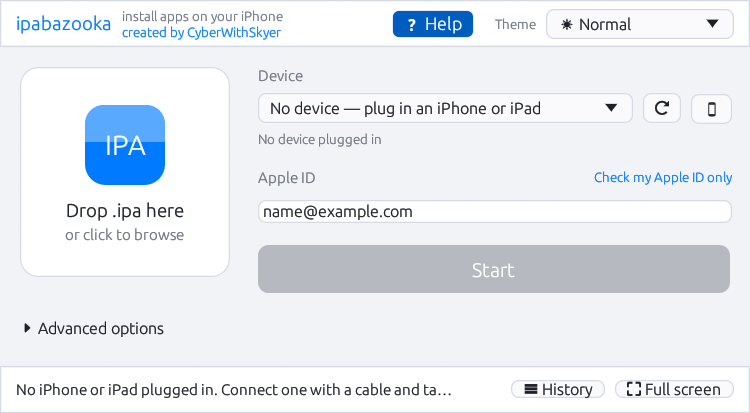 ipabazooka
install apps on your iPhone
created by CyberWithSkyer
? Help
Theme
Normal
Device
No device — plug in an iPhone or iPad
No device plugged in
IPA
Drop .ipa here
or click to browse
Apple ID
Check my Apple ID only
name@example.com
Start
Advanced options
No iPhone or iPad plugged in. Connect one with a cable and ta…
History
Full screen